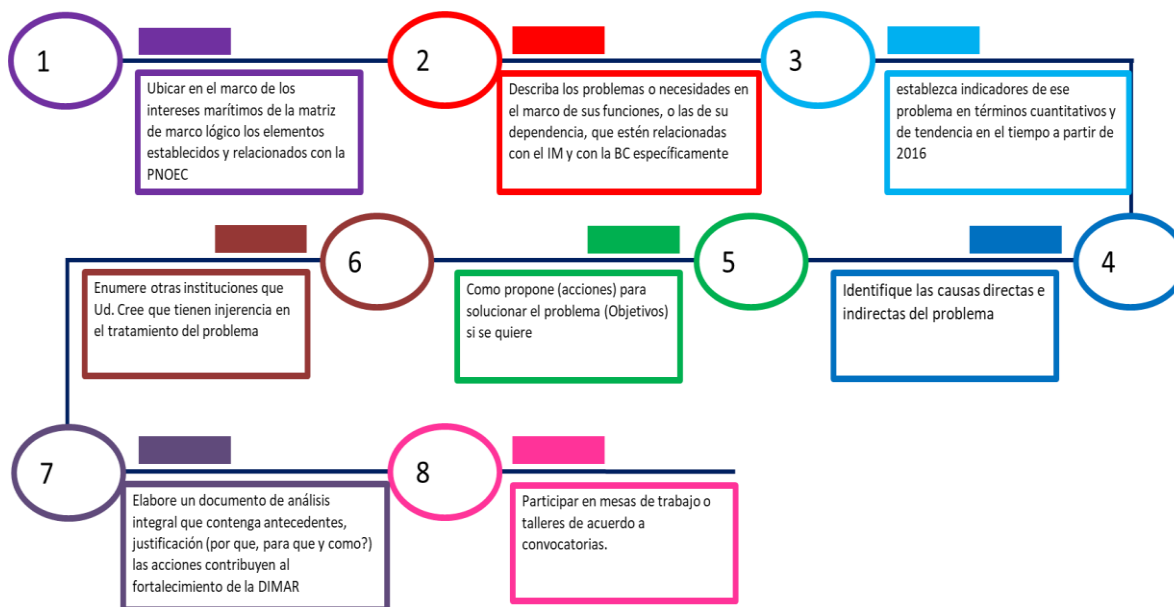 1
Ubicar en el marco de los
intereses marítimos de la matriz
de marco lógico los elementos
establecidos y relacionados con la
PNOEC
2
Describa los problemas o necesidades en
el marco de sus funciones, o las de su
dependencia, que estén relacionadas
con el IM y con la BC específicamente
3
establezca indicadores de ese
problema en términos cuantitativos y
de tendencia en el tiempo a partir de
2016
4
Identifique las causas directas e
indirectas del problema
5
Como propone (acciones) para
solucionar el problema (Objetivos)
si se quiere
6
Enumere otras instituciones que
Ud. Cree que tienen injerencia en
el tratamiento del problema
7
Elabore un documento de análisis
integral que contenga antecedentes,
justificación (por que, para que y como?)
las acciones contribuyen al
fortalecimiento de la DIMAR
8
Participar en mesas de trabajo o
talleres de acuerdo a
convocatorias.